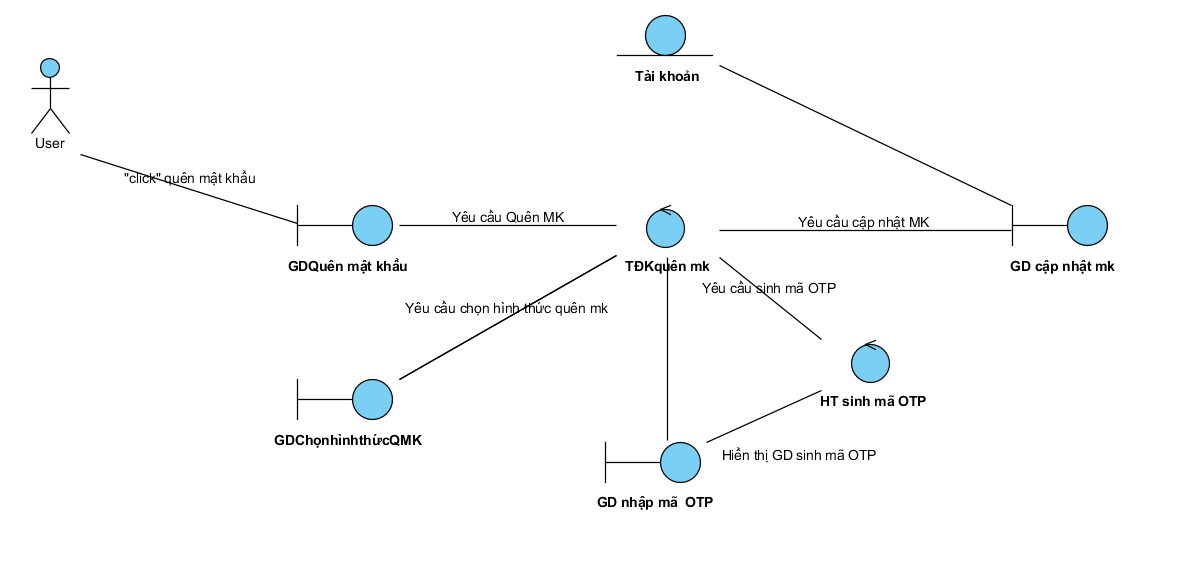 Tài khoản
User
"click" quên mật khẩu
Yêu cầu Quên MK
Yêu cầu cập nhật MK
GDQuên mật khẩu
TĐKquên mk
GD cập nhật mk
Yêu cầu sinh mã OTP
Yêu cầu chọn hình thức quên mk
HT sinh mã OTP
GDChọnhìnhthứcQMK
Hiển thị GD sinh mã OTP
GD nhập mã  OTP